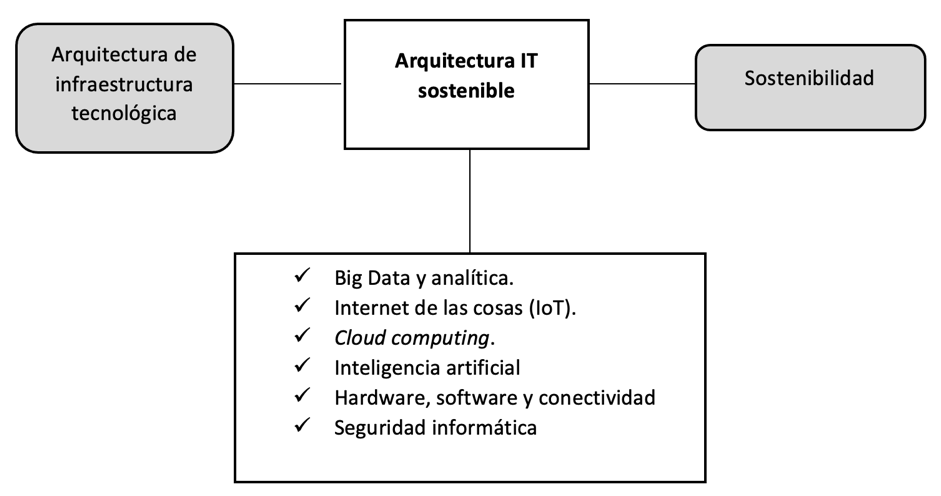 Arquitectura de
infraestructura
tecnológica
Arquitectura IT
sostenible
Sostenibilidad
✓ Big Data y analítica.
✓ Internet de las cosas (IoT).
✓ Cloud computing.
✓ Inteligencia artificial
✓ Hardware, software y conectividad
✓ Seguridad informática